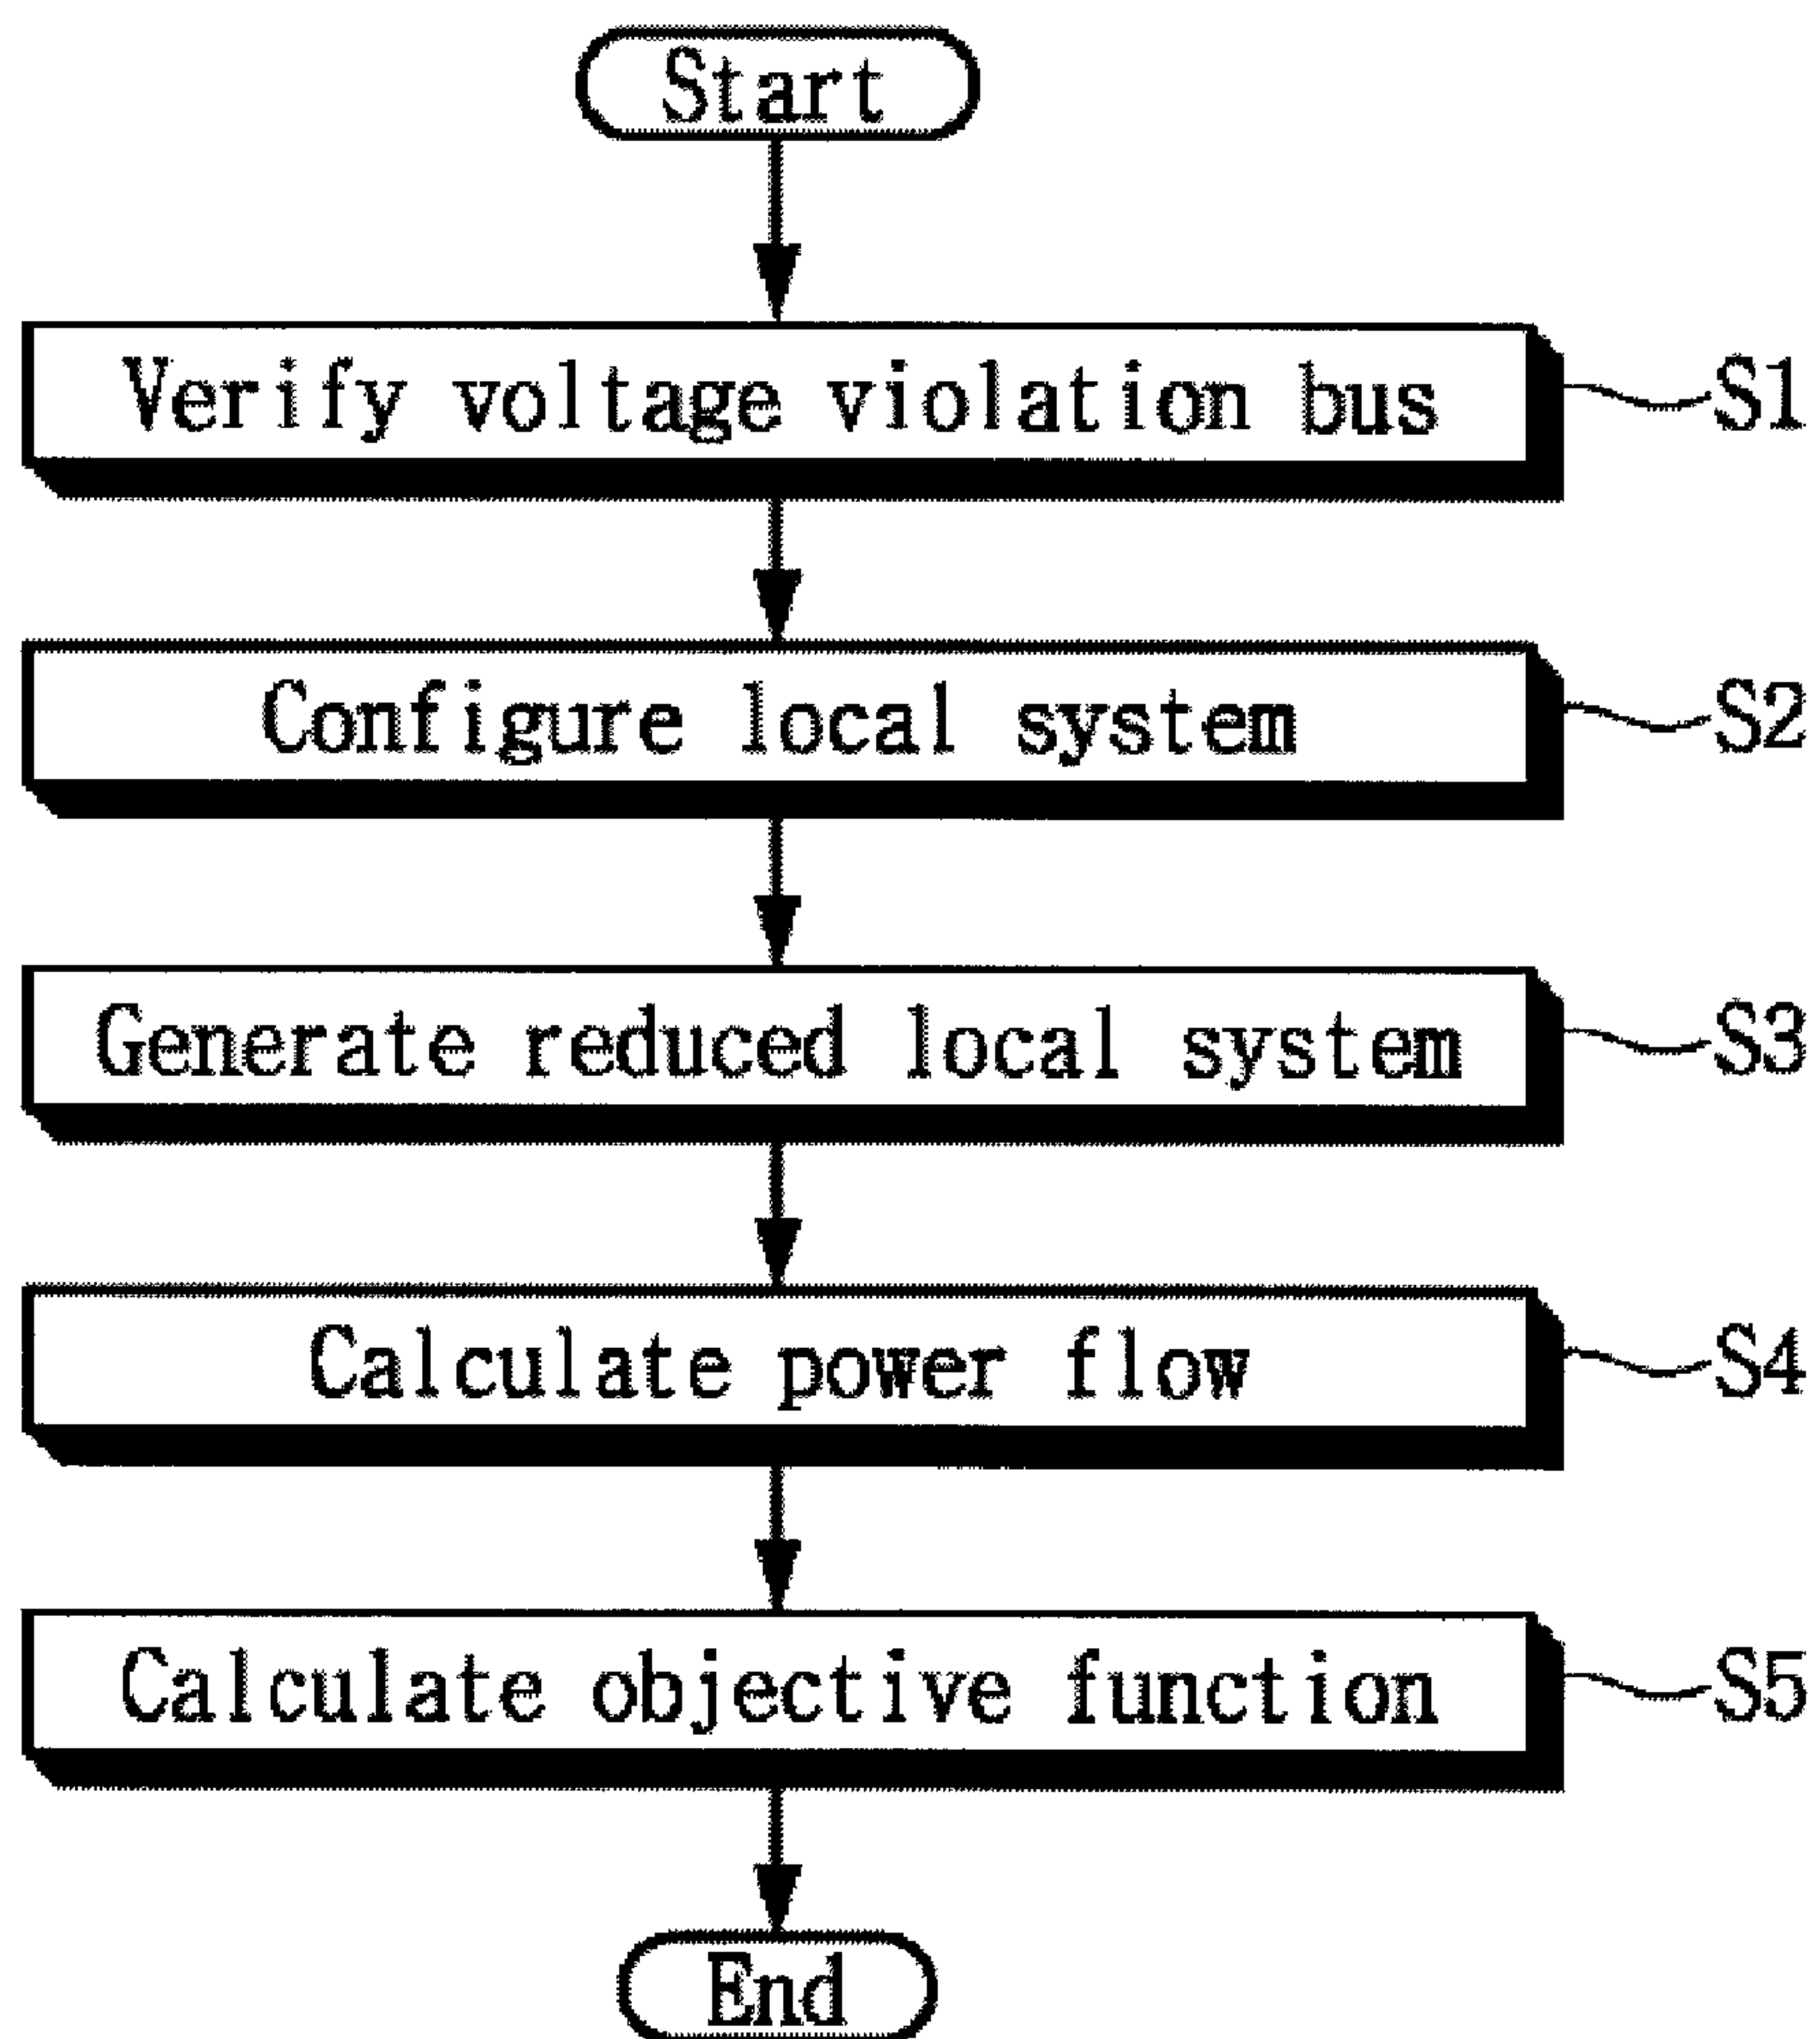 Start
Verify voltage violation bus
S1
Configure local system
S2
Generate reduced local system
S3
Calculate power flow
S4
Calculate objective function
S5
End